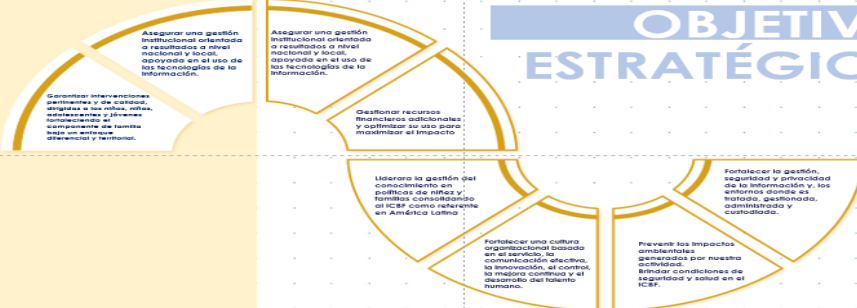 OBJETIV
ESTRATÉGIC
Garantizar intervenciones
pertinentes y de calidad,
dirigidas a los niños, niñas,
adolescentes y jóvenes
fortaleciendo el
componente de familia
bajo un enfoque
diferencial y territorial.
Asegurar una gestión
institucional orientada
a resultados a nivel
nacional y local,
apoyada en el uso de
las tecnologías de la
información.
Asegurar una gestión
institucional orientada
a resultados a nivel
nacional y local,
apoyada en el uso de
las tecnologías de la
información.
Gestionar recursos
financieros adicionales
y optimizar su uso para
maximizar el impacto
Liderara la gestión del
conocimiento en
políticas de niñez y
familias consolidando
al ICBF como referente
en América Latina
Fortalecer una cultura
organizacional basada
en el servicio, la
comunicación efectiva,
la innovación, el control,
la mejora continua y el
desarrollo del talento
humano.
Prevenir los impactos
ambientales
generados por nuestra
actividad.
Brindar condiciones de
seguridad y salud en el
ICBF.
Fortalecer la gestión,
seguridad y privacidad
de la información y, los
entornos donde es
tratada, gestionada,
administrada y
custodiada.